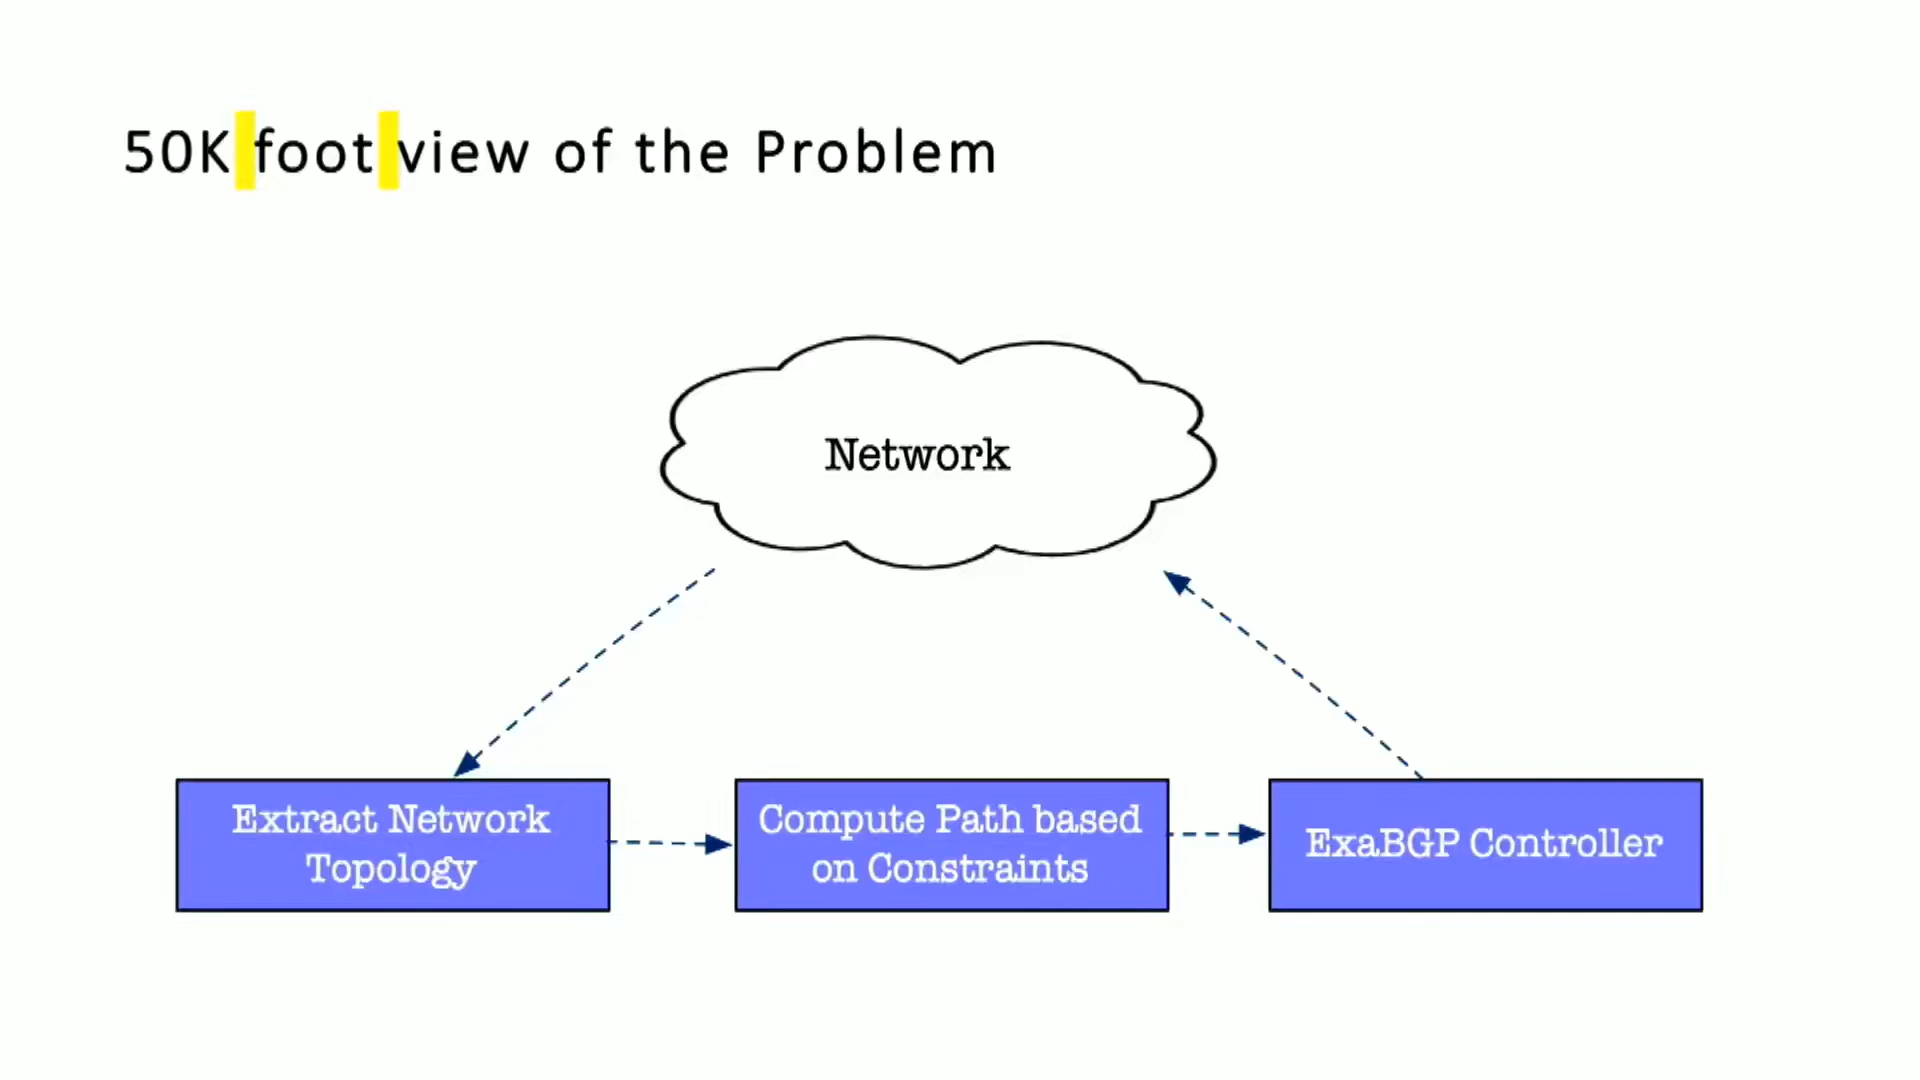 50K foot view of the Problem
Network
Extract Network
Topology
Compute Path based
on Constraints
ExaBGP Controller